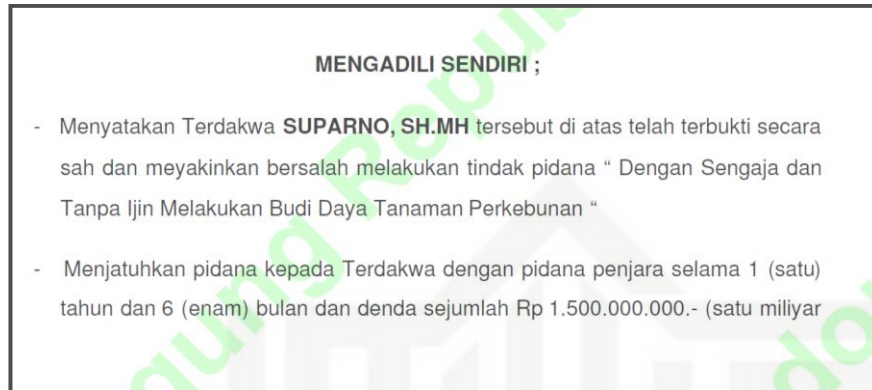 MENGADILI SENDIRI ;
- Menyatakan Terdakwa SUPARNO, SH.MH tersebut di atas telah terbukti secara
sah dan meyakinkan bersalah melakukan tindak pidana “ Dengan Sengaja dan
Tanpa Ijin Melakukan Budi Daya Tanaman Perkebunan “
- Menjatuhkan pidana kepada Terdakwa dengan pidana penjara selama 1 (satu)
tahun dan 6 (enam) bulan dan denda sejumlah Rp 1.500.000.000.- (satu miliyar